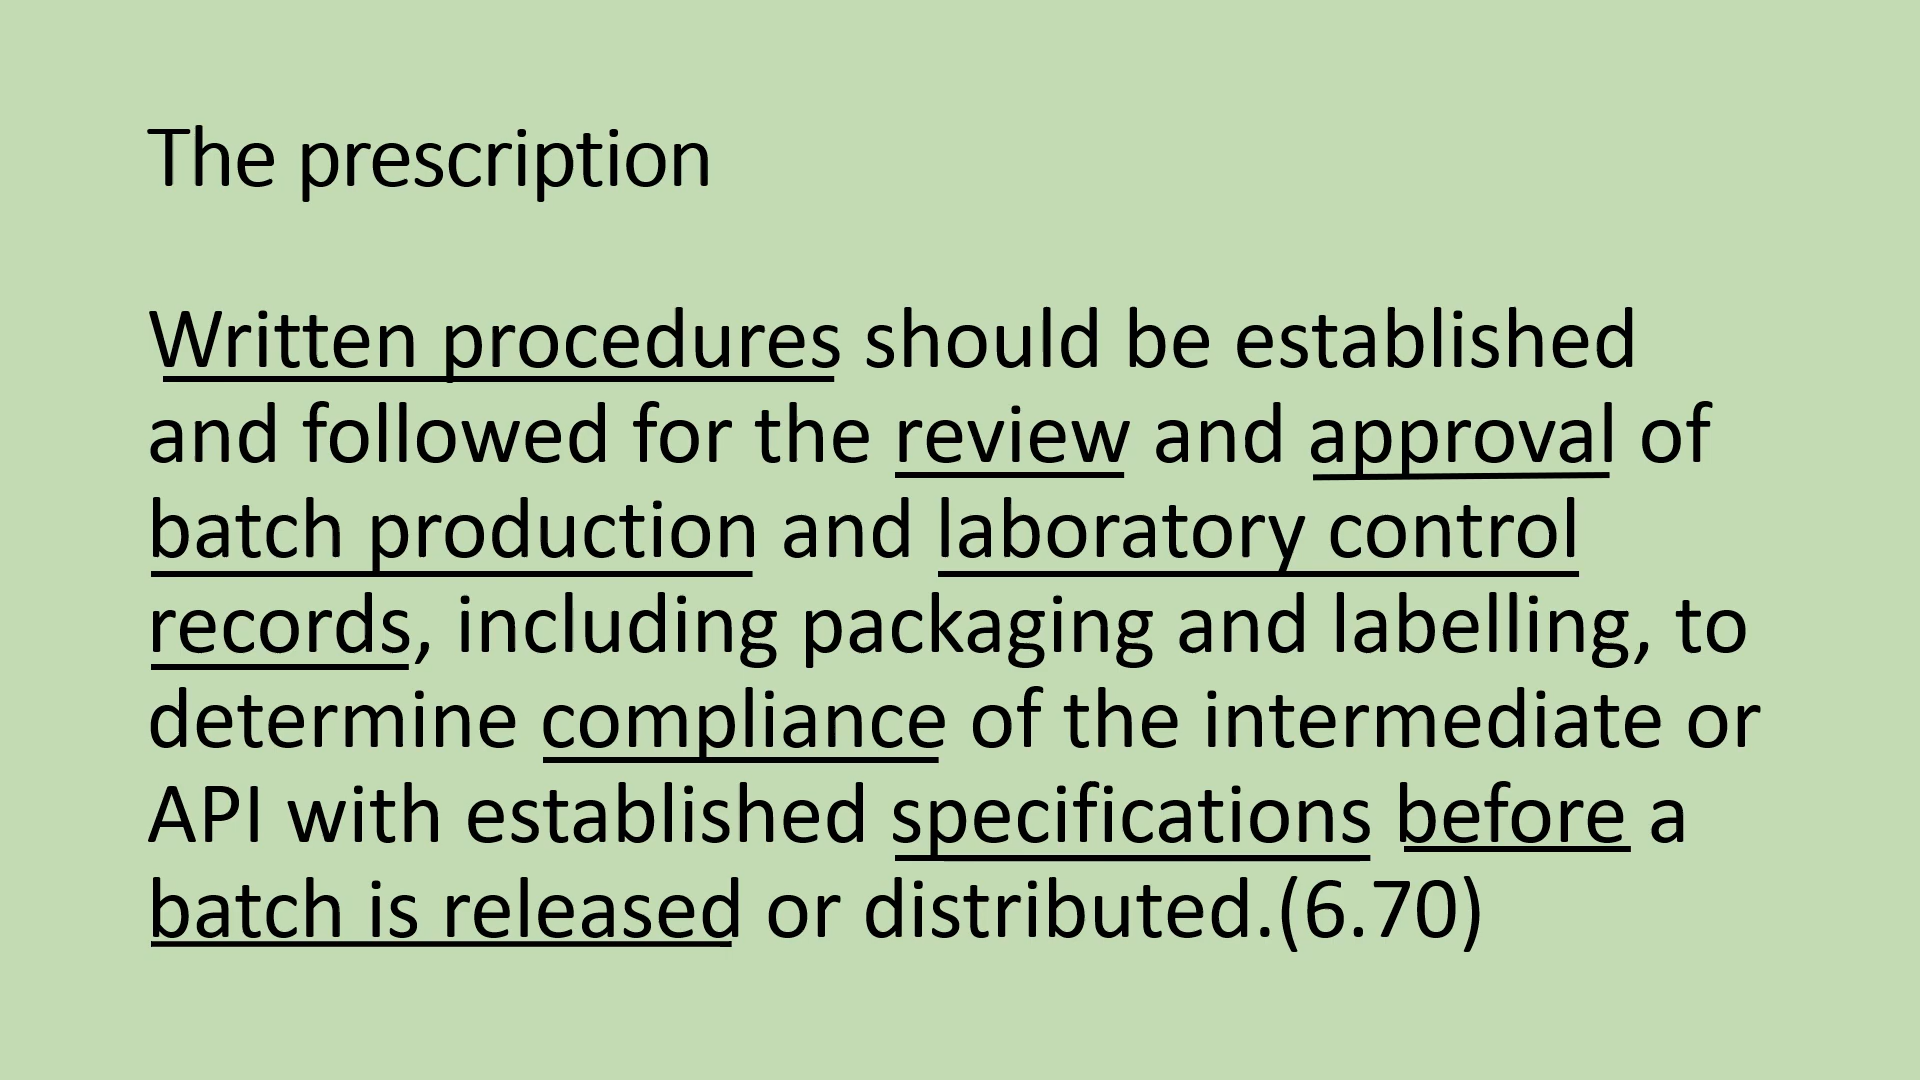 The prescription
Written procedures should be established
and followed for the review and approval of
batch production and laboratory control
records, including packaging and labelling, to
determine compliance of the intermediate or
API with established specifications before a
batch is released or distributed.(6.70)